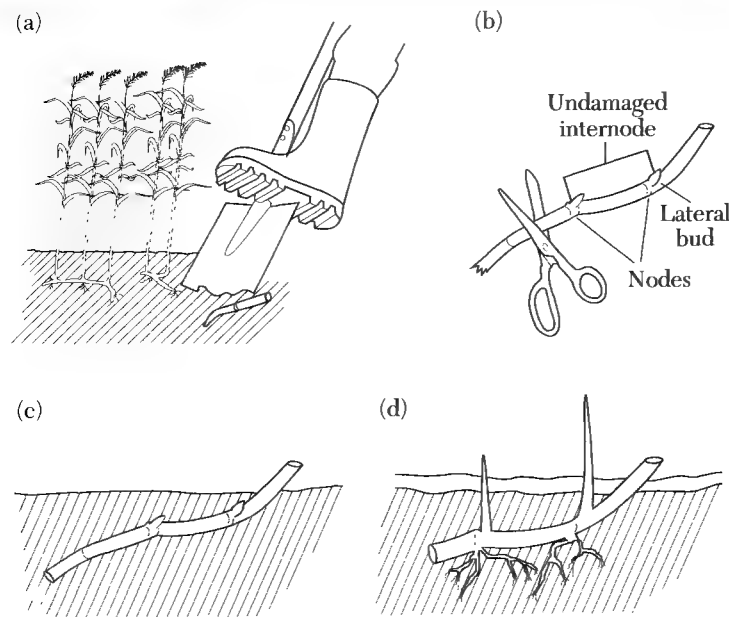 (a)
(b)
Undamaged
internode
Lateral
bud
Nodes
(c)
(d)